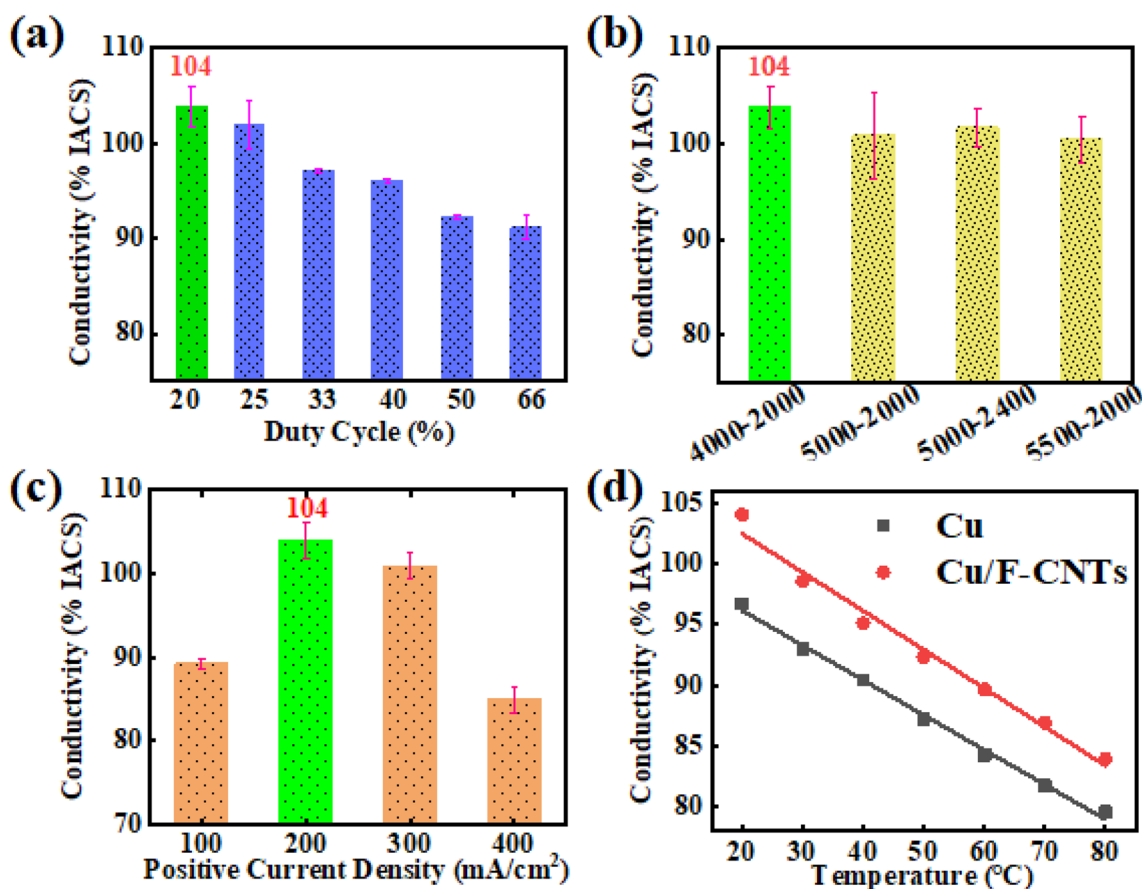 (a)
110
100
90
80
Conductivity (% IACS)
104
20 25 33 40 50 66
Duty Cycle (%)
(b)
110
100
90
80
Conductivity (% IACS)
104
4000-2000
5000-2000
5000-2400
5500-2000
(c)
110
100
90
80
70
Conductivity (% IACS)
104
100 200 300 400
Positive Current Density (mA/cm²)
(d)
105
100
95
90
85
80
Conductivity (% IACS)
Cu
Cu/F-CNTs
20 30 40 50 60 70 80
Temperature (°C)